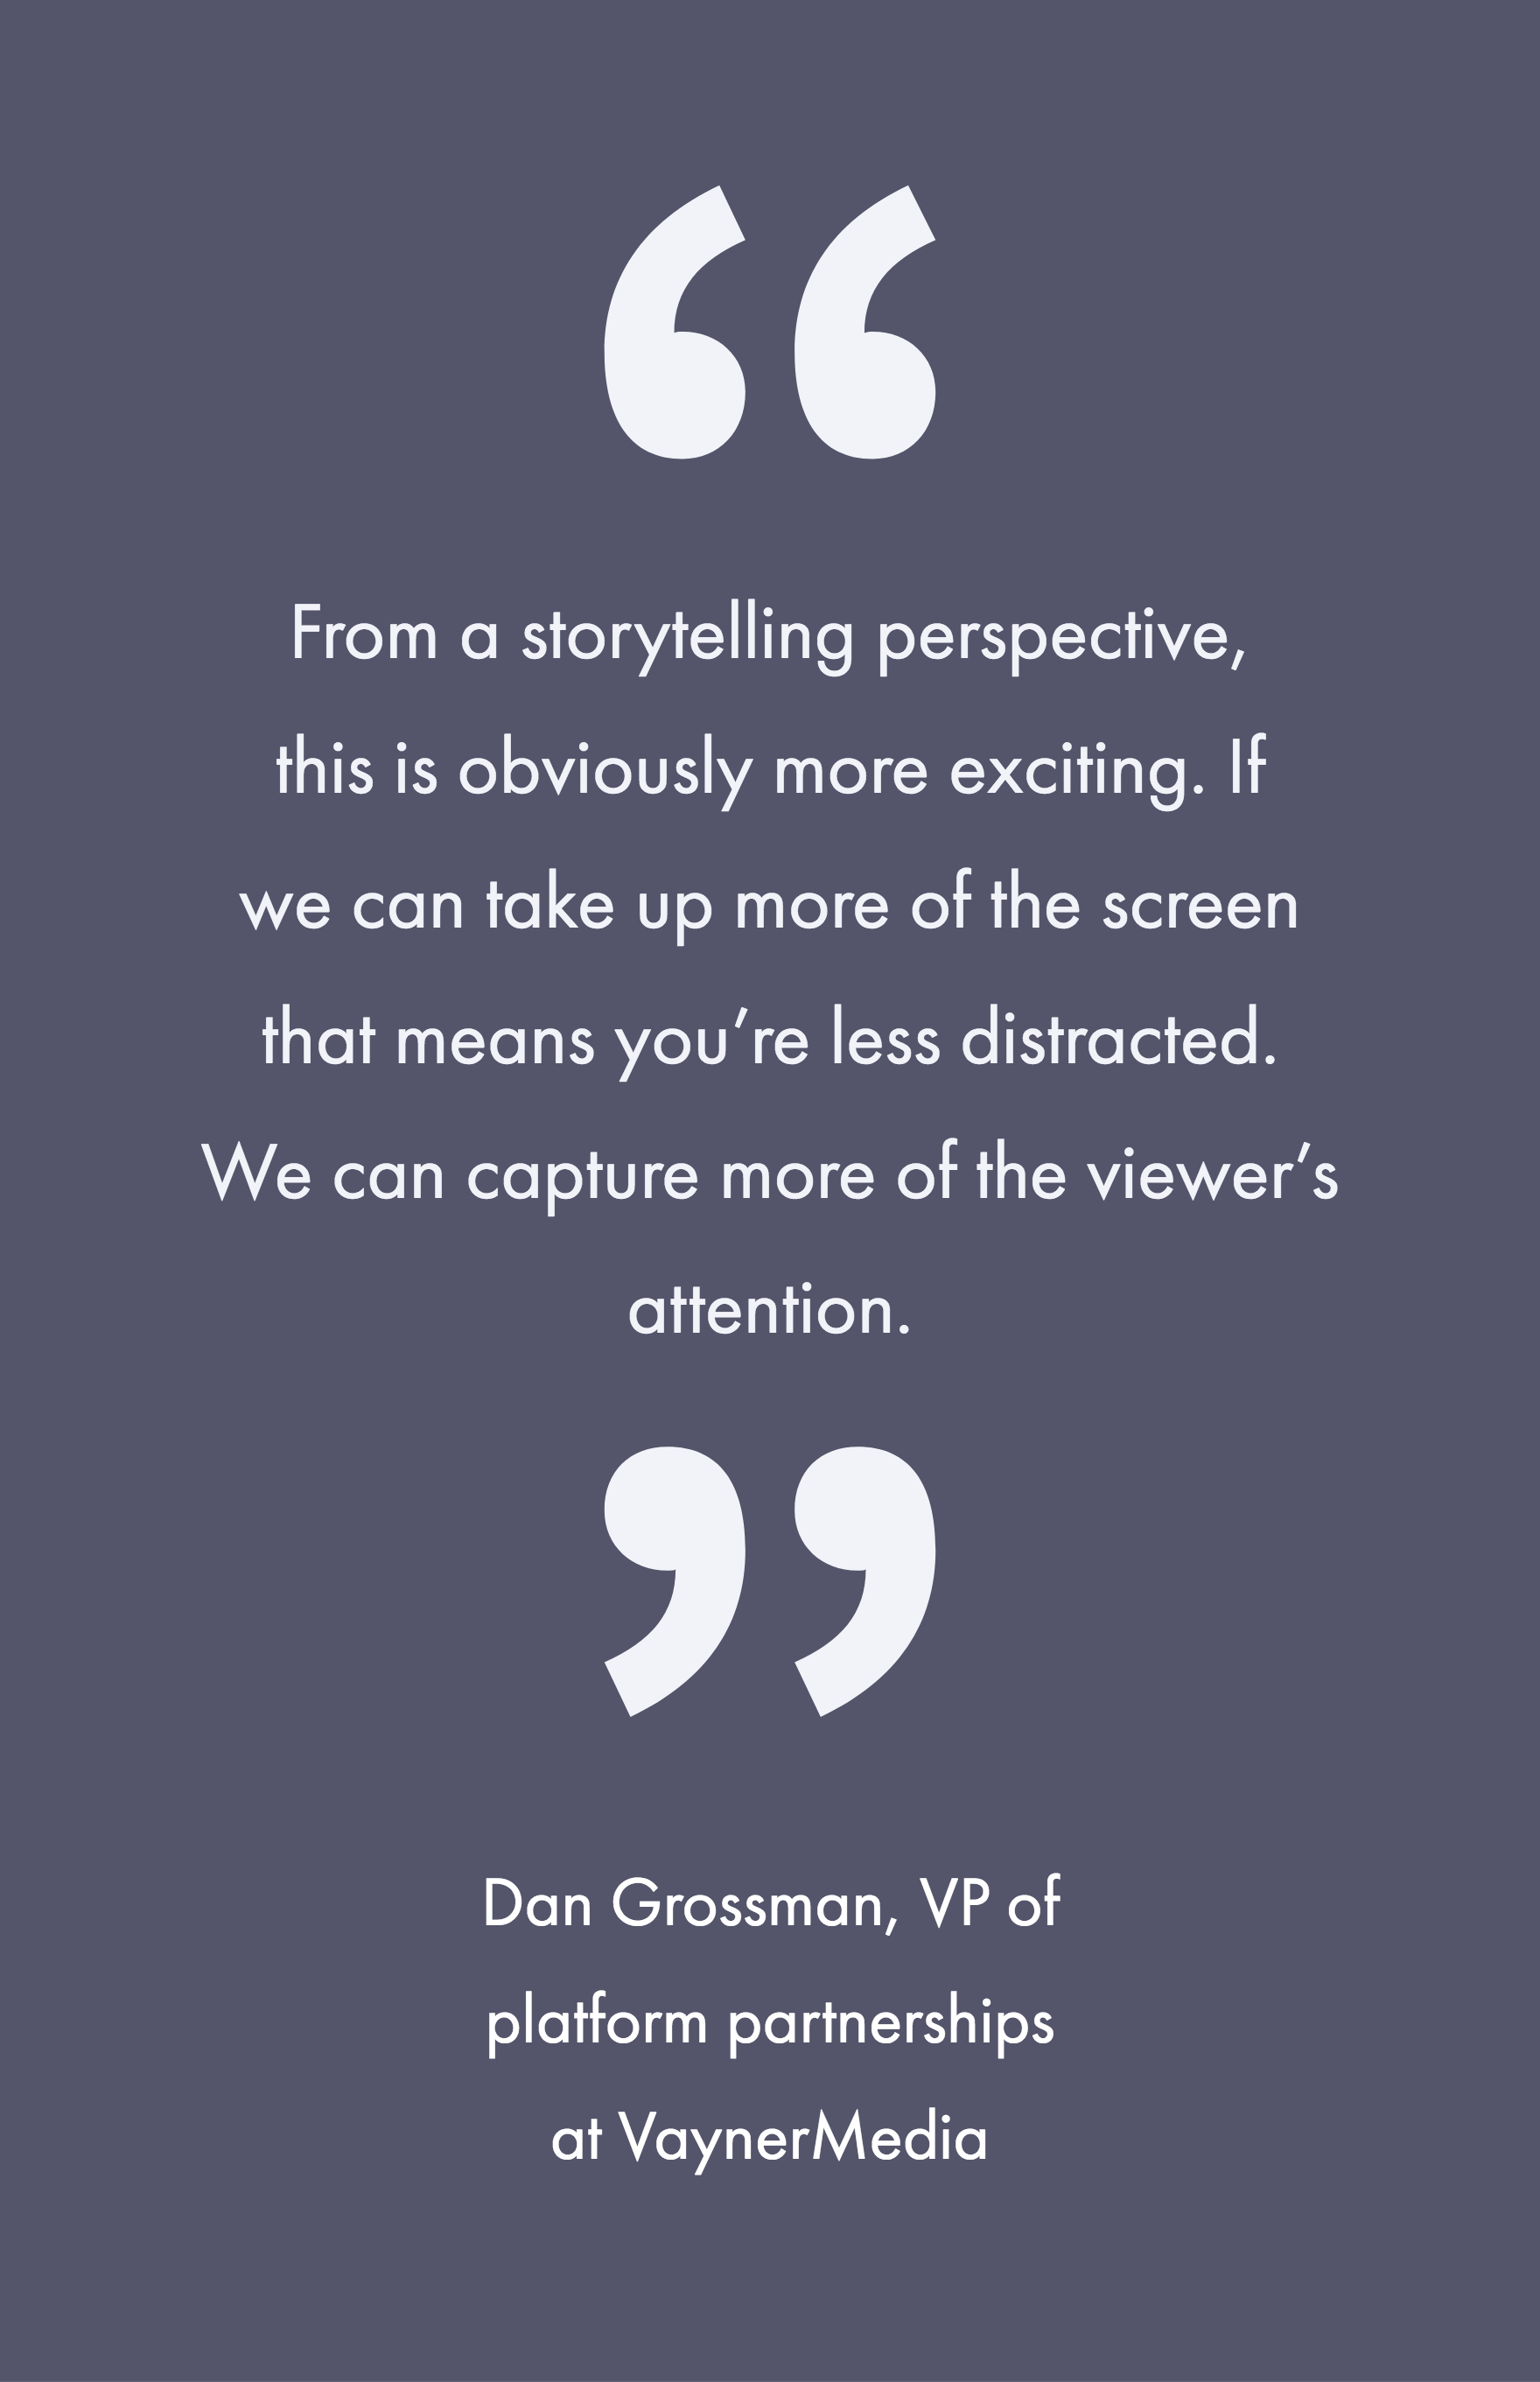 “
From a storytelling perspective,
this is obviously more exciting. If
we can take up more of the screen
that means you’re less distracted.
We can capture more of the viewer’s
attention.
”
Dan Grossman, VP of
platform partnerships
at VaynerMedia